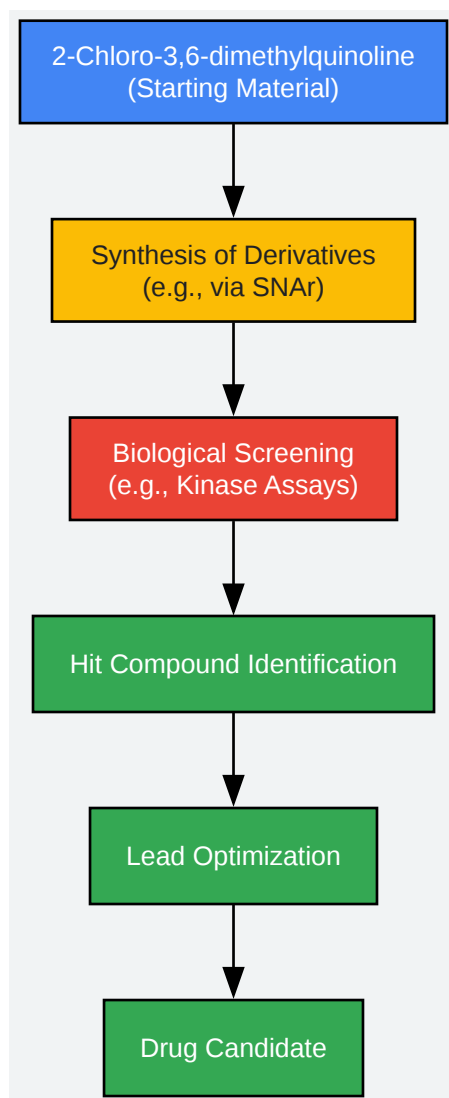 2-Chloro-3,6-dimethylquinoline
(Starting Material)
Synthesis of Derivatives
(e.g., via SNAr)
Biological Screening
(e.g., Kinase Assays)
Hit Compound Identification
Lead Optimization
Drug Candidate